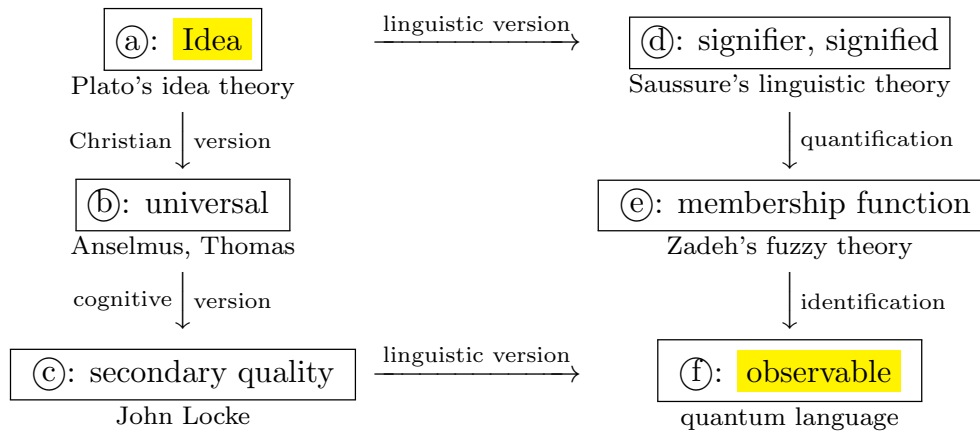 ⓐ: Idea linguistic version ⓓ: signifier, signified
Plato's idea theory Saussure's linguistic theory
Christian version quantification
ⓑ: universal ⓔ: membership function
Anselmus, Thomas Zadeh's fuzzy theory
cognitive version identification
ⓒ: secondary quality linguistic version ⓕ: observable
John Locke quantum language